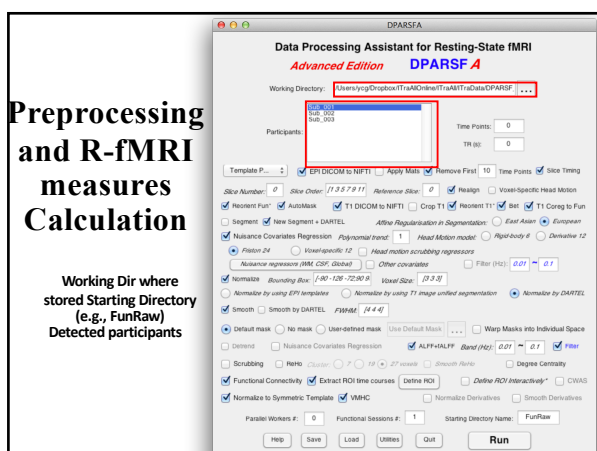 Preprocessing
and R-fMRI
measures
Calculation
Working Dir where
stored Starting Directory
(e.g., FunRaw)
Detected participants
DPARSFA
Data Processing Assistant for Resting-State fMRI
Advanced Edition DPARSF A
Working Directory: /Users/ycg/Dropbox/ITraAllOnline/ITraAll/ITraData/DPARSF ...
Participants: Sub_001
Sub_002
Sub_003
Time Points: 0
TR (s): 0
Template P... EPI DICOM to NIFTI Apply Mats Remove First 10 Time Points Slice Timing
Slice Number: 0 Slice Order: [1 3 5 7 9 11 Reference Slice: 0 Realign Voxel-Specific Head Motion
Reorient Fun* AutoMask T1 DICOM to NIFTI Crop T1 Reorient T1* Bet T1 Coreg to Fun
Segment New Segment + DARTEL Affine Regularisation in Segmentation: East Asian European
Nuisance Covariates Regression Polynomial trend: 1 Head Motion model: Rigid-body 6 Derivative 12
Friston 24 Voxel-specific 12 Head motion scrubbing regressors
Nuisance regressors (WM, CSF, Global) Other covariates Filter (Hz): 0.01 ~ 0.1
Normalize Bounding Box: [-90 -126 -72;90 9 Voxel Size: [3 3 3]
Normalize by using EPI templates Normalize by using T1 image unified segmentation Normalize by DARTEL
Smooth Smooth by DARTEL FWHM: [4 4 4]
Default mask No mask User-defined mask Use Default Mask ... Warp Masks into Individual Space
Detrend Nuisance Covariates Regression ALFF+fALFF Band (Hz): 0.01 ~ 0.1 Filter
Scrubbing ReHo Cluster: 7 19 27 voxels Smooth ReHo Degree Centrality
Functional Connectivity Extract ROI time courses Define ROI Define ROI Interactively* CWAS
Normalize to Symmetric Template VMHC Normalize Derivatives Smooth Derivatives
Parallel Workers #: 0 Functional Sessions #: 1 Starting Directory Name: FunRaw
Help Save Load Utilities Quit Run